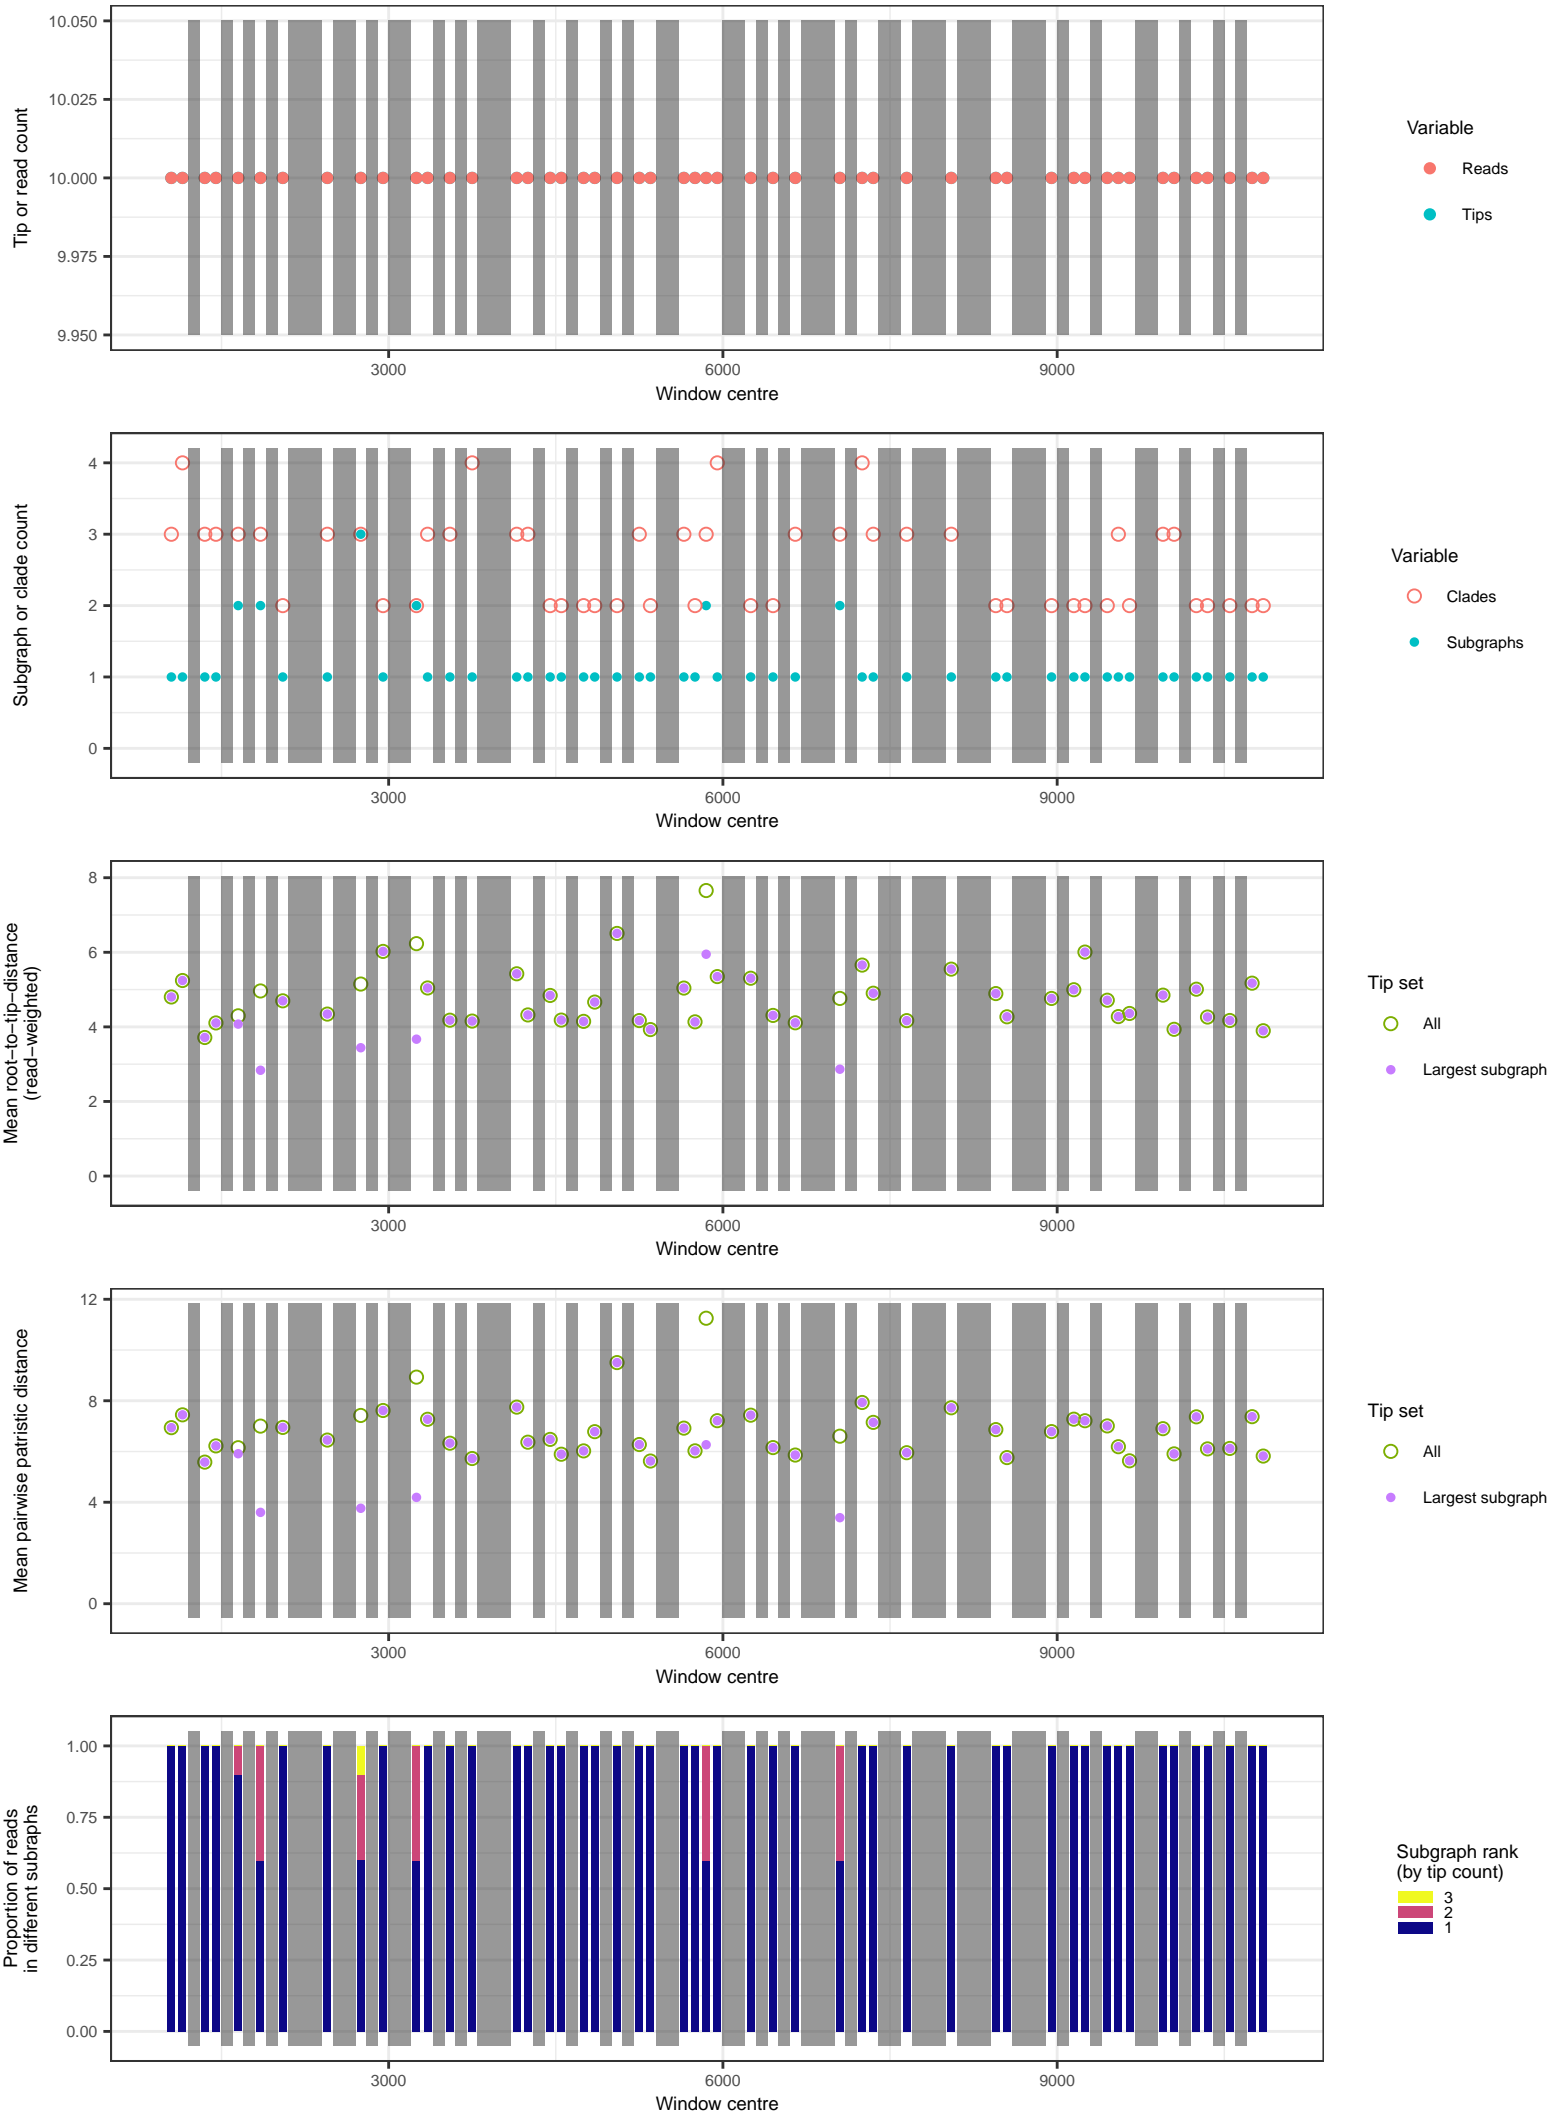 10.050
10.025
10.000
9.975
9.950
Tip or read count
3000
6000
9000
Window centre
Variable
Reads
Tips
4
3
2
1
0
Subgraph or clade count
3000
6000
9000
Window centre
Variable
Clades
Subgraphs
8
6
4
2
0
Mean root−to−tip−distance
(read−weighted)
3000
6000
9000
Window centre
Tip set
All
Largest subgraph
12
8
4
0
Mean pairwise patristic distance
3000
6000
9000
Window centre
Tip set
All
Largest subgraph
1.00
0.75
0.50
0.25
0.00
Proportion of reads
in different subraphs
3000
6000
9000
Window centre
Subgraph rank
(by tip count)
3
2
1